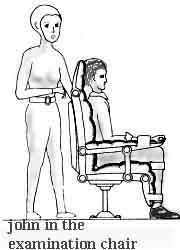 john in the
examination chair